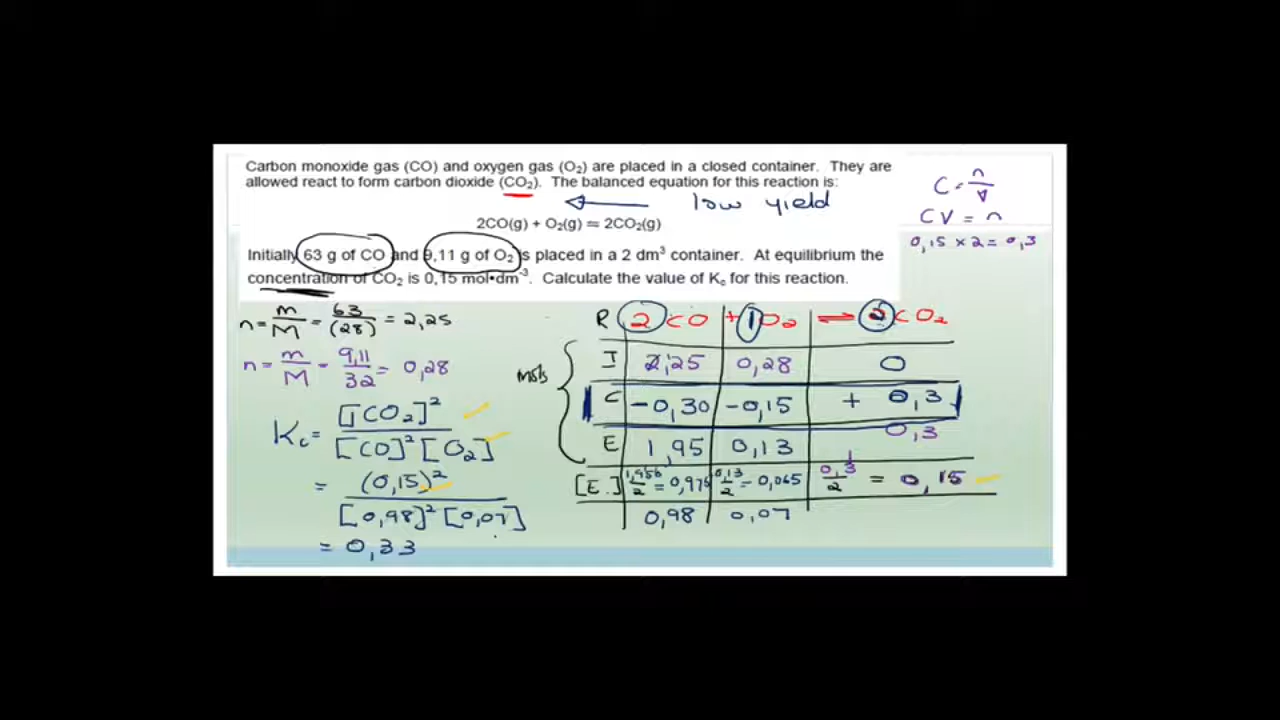 Carbon monoxide gas (CO) and oxygen gas (O₂) are placed in a closed container. They are
allowed react to form carbon dioxide (CO₂). The balanced equation for this reaction is:
low yield
2CO(g) + O₂(g) ⇌ 2CO₂(g)
Initially 63 g of CO and 9,11 g of O₂ is placed in a 2 dm³ container. At equilibrium the
concentration of CO₂ is 0,15 mol•dm⁻³. Calculate the value of K꜀ for this reaction.
C = n/V
CV = n
0,15 × 2 = 0,3
n = m/M = 63/(28) = 2,25
n = m/M = 9,11/32 = 0,28
Kc = [CO₂]²/[CO]²[O₂]
= (0,15)²/[0,98]²[0,07]
= 0,33
R 2CO + 1O₂ ⇌ 2CO₂
mols
I 2,25 0,28 0
C −0,30 −0,15 + 0,3
E 1,95 0,13 0,3
[E.] 1,956/2 = 0,975 0,13/2 = 0,065 0,3/2 = 0,15
0,98 0,07